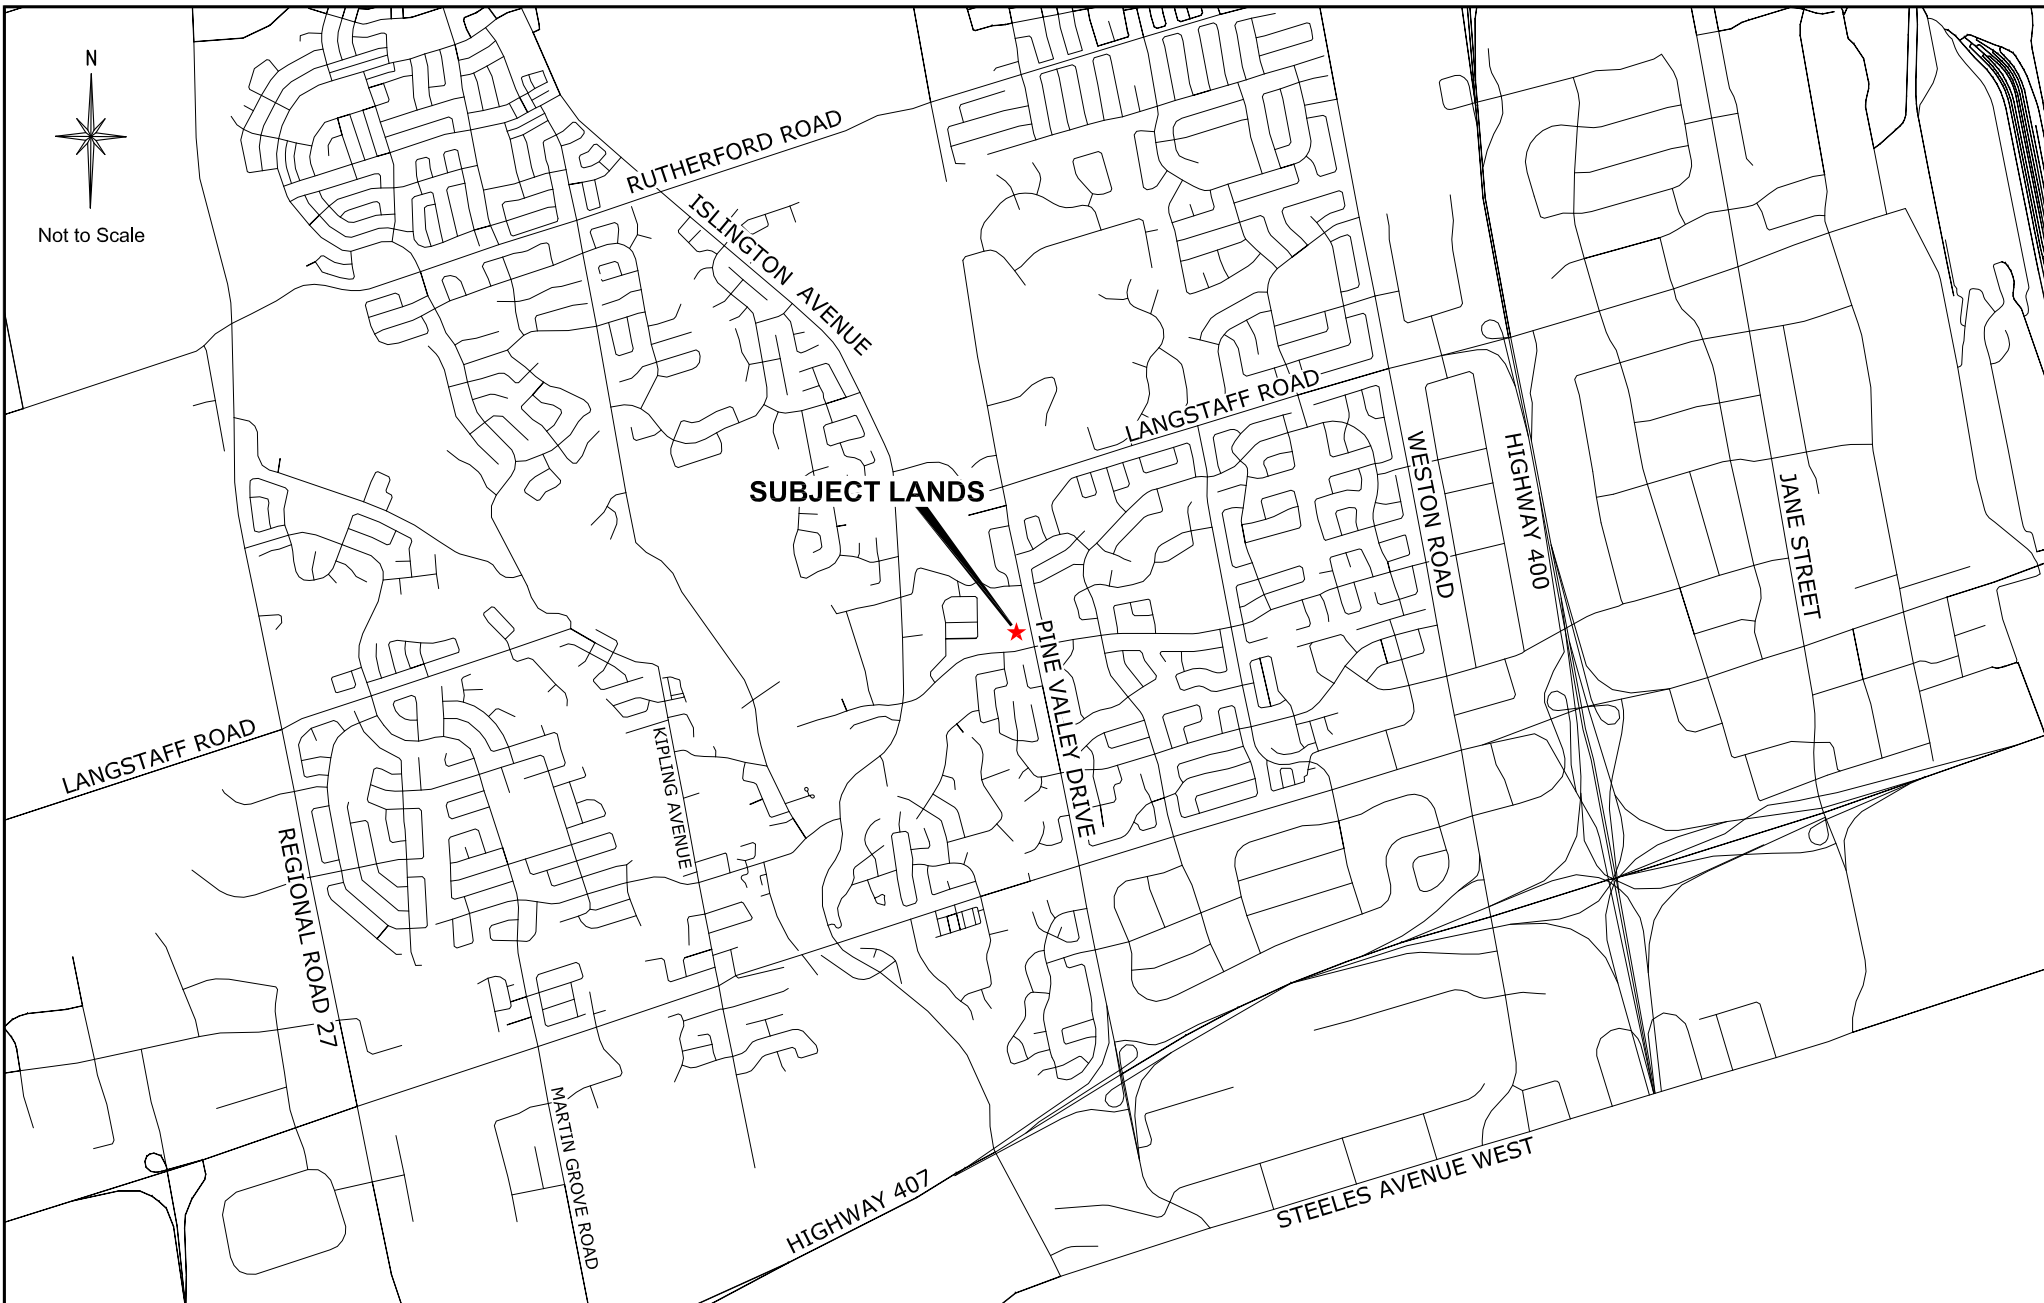 N
Not to Scale
RUTHERFORD ROAD
ISLINGTON AVENUE
LANGSTAFF ROAD
SUBJECT LANDS
WESTON ROAD
HIGHWAY 400
JANE STREET
PINE VALLEY DRIVE
LANGSTAFF ROAD
KIPLING AVENUE
REGIONAL ROAD 27
MARTIN GROVE ROAD
HIGHWAY 407
STEELES AVENUE WEST